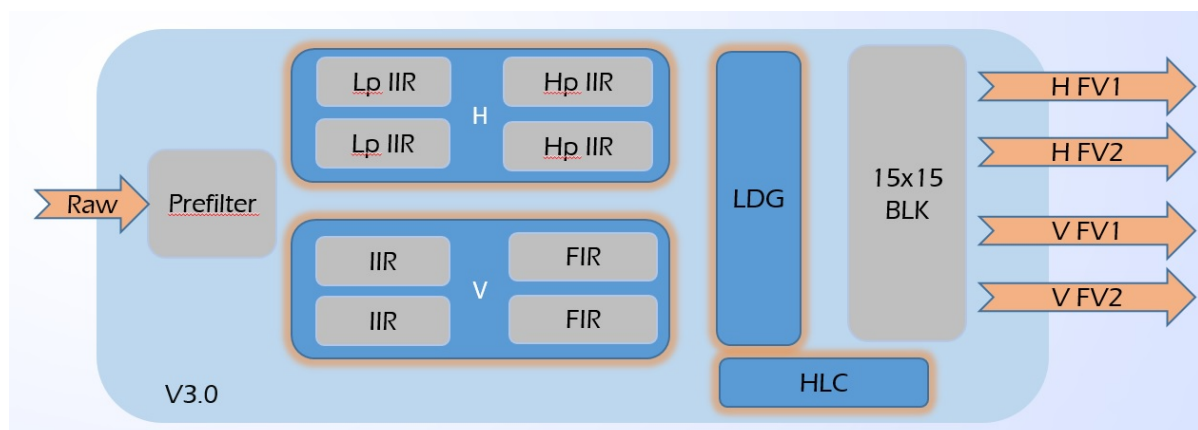 Raw
Prefilter
Lp IIR
Hp IIR
H
Lp IIR
Hp IIR
IIR
FIR
V
IIR
FIR
LDG
HLC
15x15
BLK
H FV1
H FV2
V FV1
V FV2
V3.0